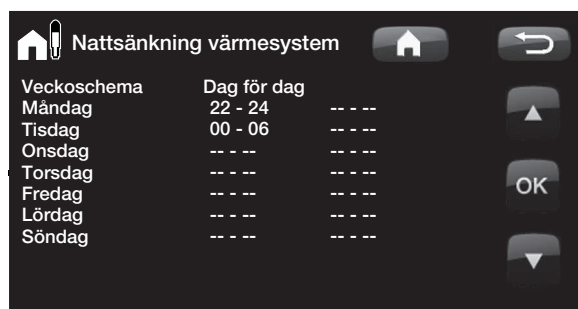 Nattsänkning värmesystem
Veckoschema Dag för dag
Måndag 22 - 24 -- - --
Tisdag 00 - 06 -- - --
Onsdag -- - -- -- - --
Torsdag -- - -- -- - --
Fredag -- - -- -- - --
Lördag -- - -- -- - --
Söndag -- - -- -- - --
OK